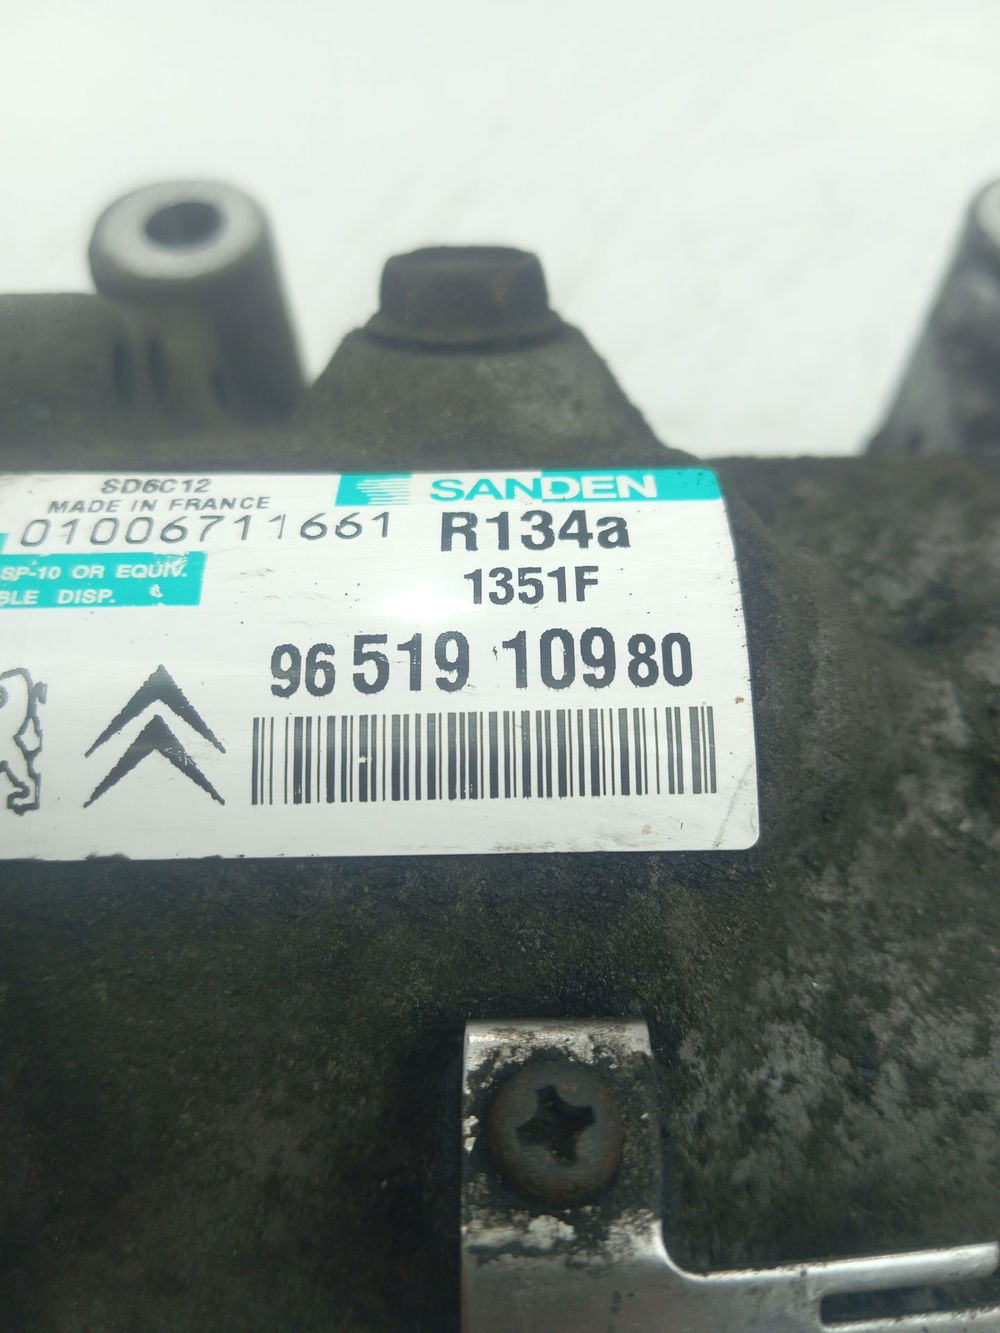 SD6C12
MADE IN FRANCE
01006711661
SP-10 OR EQUIV.
BLE DISP.
SANDEN
R134a
1351F
96 519 109 80